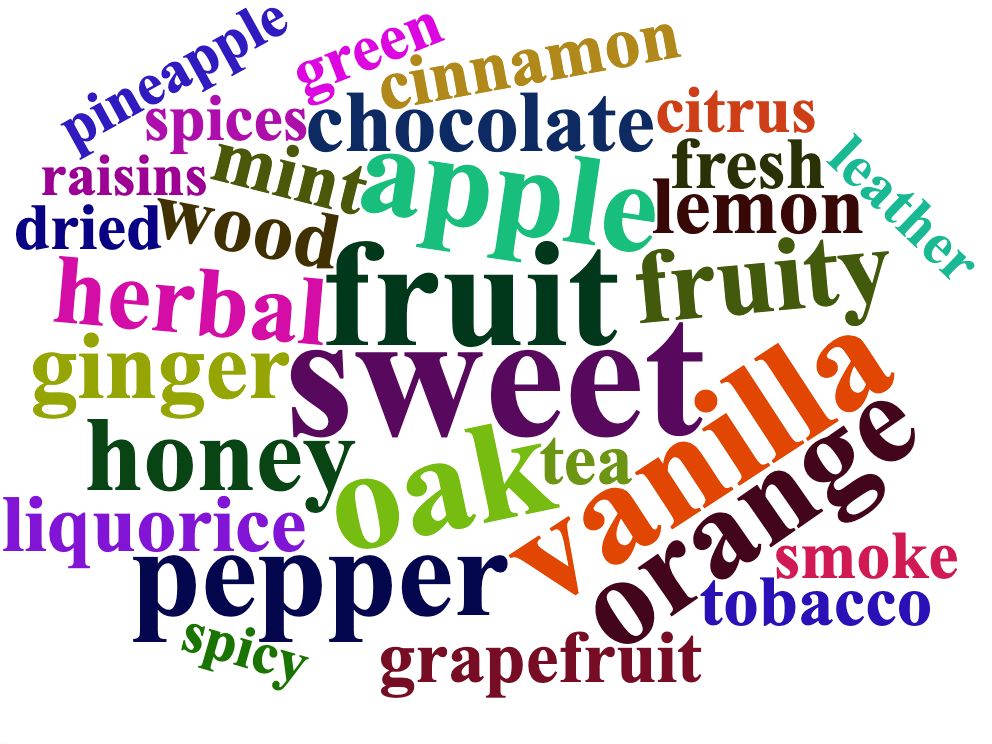 pineapple
green
cinnamon
spices
chocolate
citrus
raisins
mint
apple
fresh
leather
dried
wood
lemon
herbal
fruit
fruity
ginger
sweet
vanilla
honey
oak
tea
orange
liquorice
pepper
smoke
tobacco
spicy
grapefruit